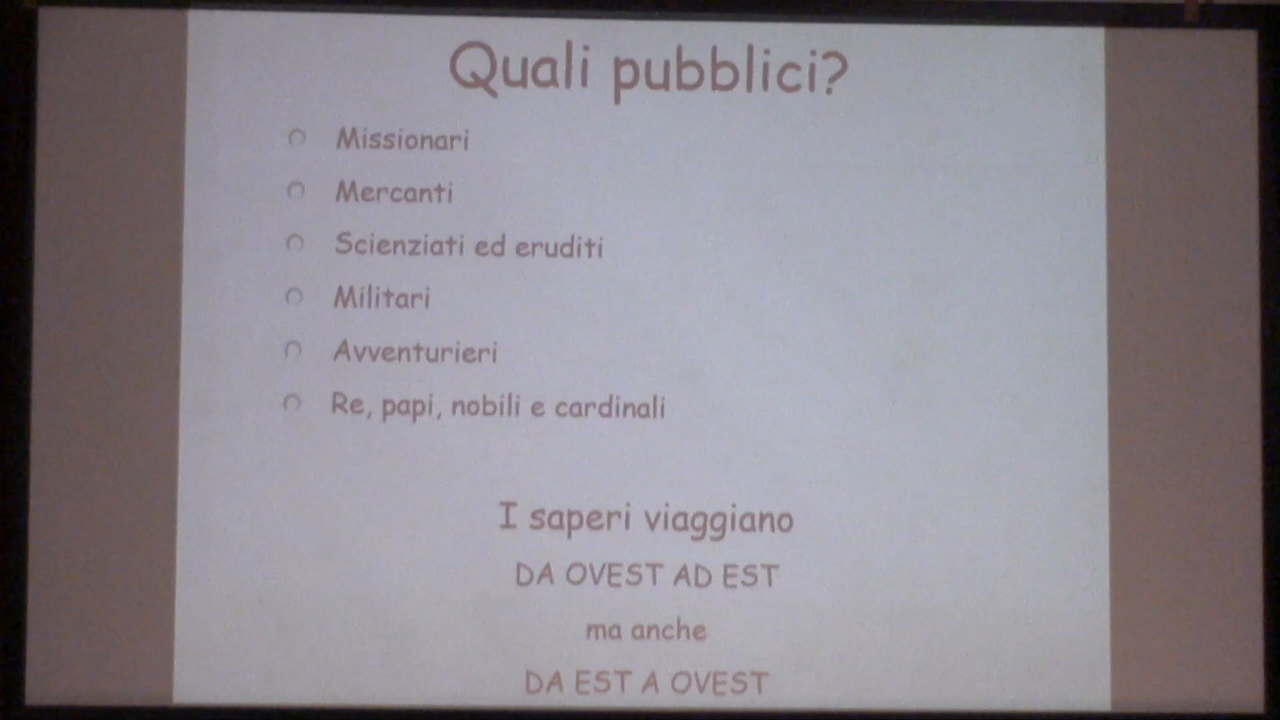 Quali pubblici?
Missionari
Mercanti
Scienziati ed eruditi
Militari
Avventurieri
Re, papi, nobili e cardinali
I saperi viaggiano
DA OVEST AD EST
ma anche
DA EST A OVEST